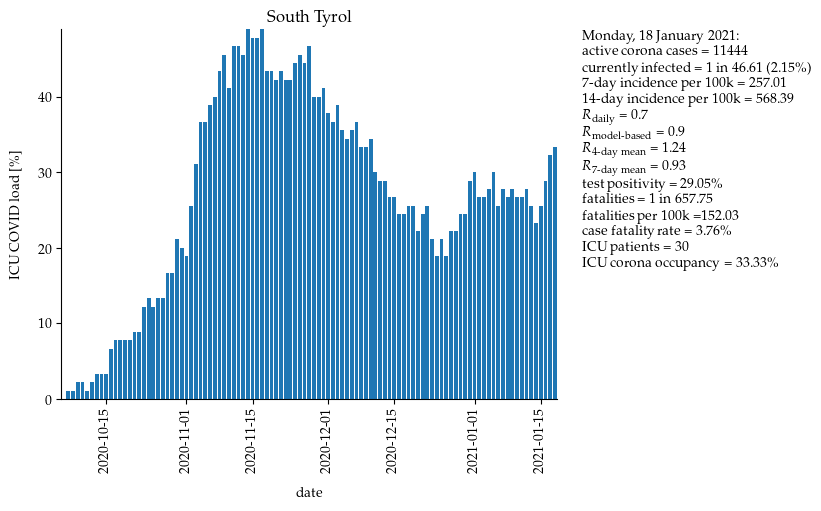 South Tyrol
ICU COVID load [%]
40
30
20
10
0
2020-10-15
2020-11-01
2020-11-15
2020-12-01
2020-12-15
2021-01-01
2021-01-15
date
Monday, 18 January 2021:
active corona cases = 11444
currently infected = 1 in 46.61 (2.15%)
7-day incidence per 100k = 257.01
14-day incidence per 100k = 568.39
R daily = 0.7
R model-based = 0.9
R 4-day mean = 1.24
R 7-day mean = 0.93
test positivity = 29.05%
fatalities = 1 in 657.75
fatalities per 100k =152.03
case fatality rate = 3.76%
ICU patients = 30
ICU corona occupancy = 33.33%